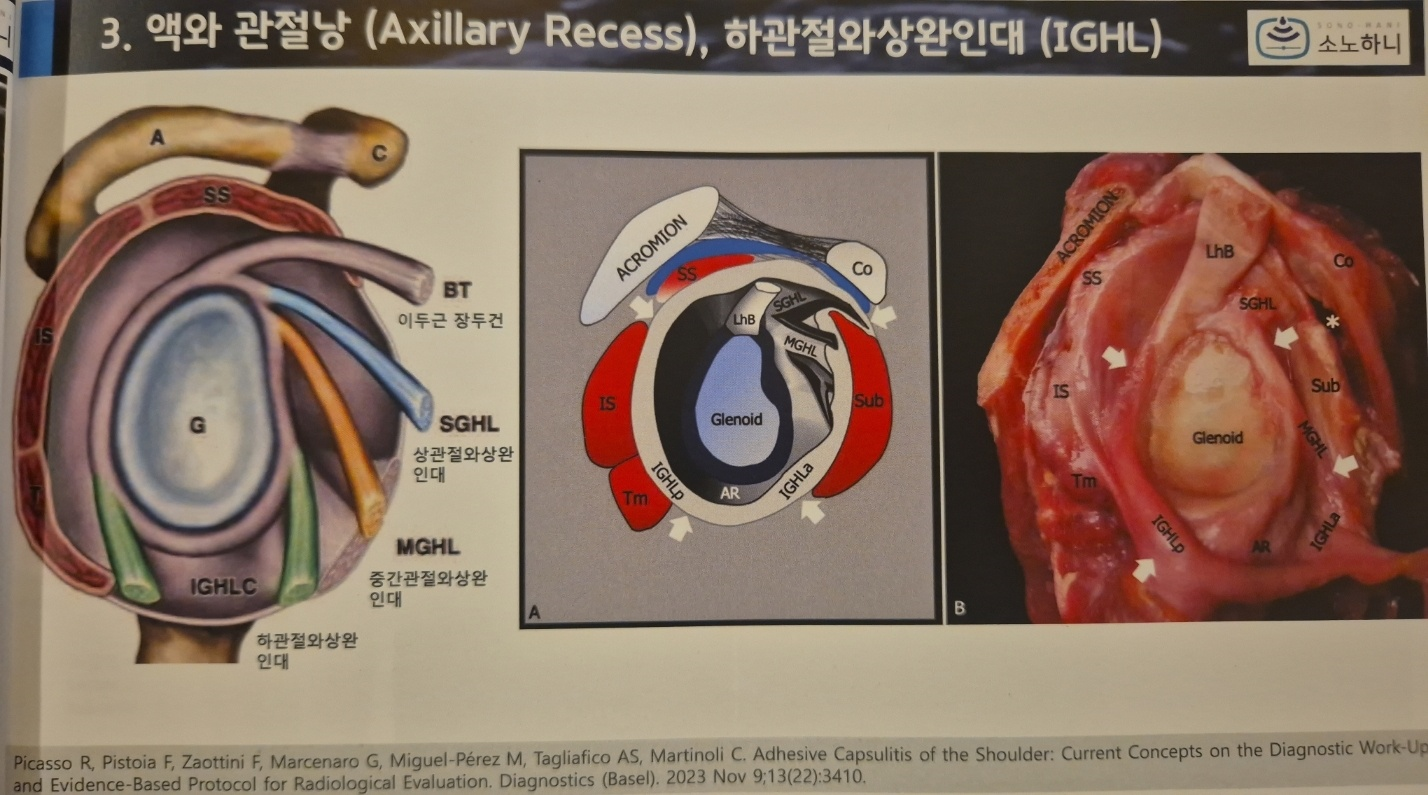 3. 액와 관절낭 (Axillary Recess), 하관절와상완인대 (IGHL)
SONO-HANI
소노하니
A
C
SS
BT
이두근 장두건
IS
G
SGHL
상관절와상완
인대
T
MGHL
중간관절와상완
인대
IGHLC
하관절와상완
인대
ACROMION
Co
SS
SGHL
LhB
MGHL
IS
Sub
Glenoid
IGHLp
IGHLa
Tm
AR
A
ACROMION
LhB
Co
SS
SGHL
*
IS
Sub
Glenoid
MGHL
Tm
IGHLp
IGHLa
AR
B
Picasso R, Pistoia F, Zaottini F, Marcenaro G, Miguel-Pérez M, Tagliafico AS, Martinoli C. Adhesive Capsulitis of the Shoulder: Current Concepts on the Diagnostic Work-Up
and Evidence-Based Protocol for Radiological Evaluation. Diagnostics (Basel). 2023 Nov 9;13(22):3410.